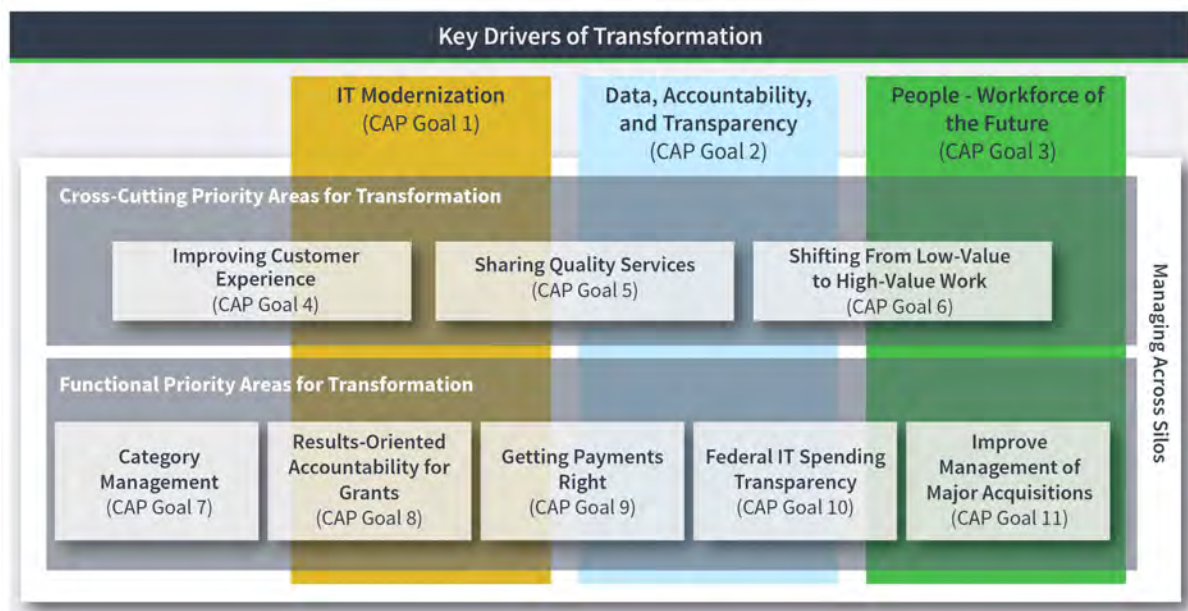 Key Drivers of Transformation
IT Modernization
(CAP Goal 1)
Data, Accountability,
and Transparency
(CAP Goal 2)
People - Workforce of
the Future
(CAP Goal 3)
Cross-Cutting Priority Areas for Transformation
Improving Customer
Experience
(CAP Goal 4)
Sharing Quality Services
(CAP Goal 5)
Shifting From Low-Value
to High-Value Work
(CAP Goal 6)
Functional Priority Areas for Transformation
Category
Management
(CAP Goal 7)
Results-Oriented
Accountability for
Grants
(CAP Goal 8)
Getting Payments
Right
(CAP Goal 9)
Federal IT Spending
Transparency
(CAP Goal 10)
Improve
Management of
Major Acquisitions
(CAP Goal 11)
Managing Across Silos